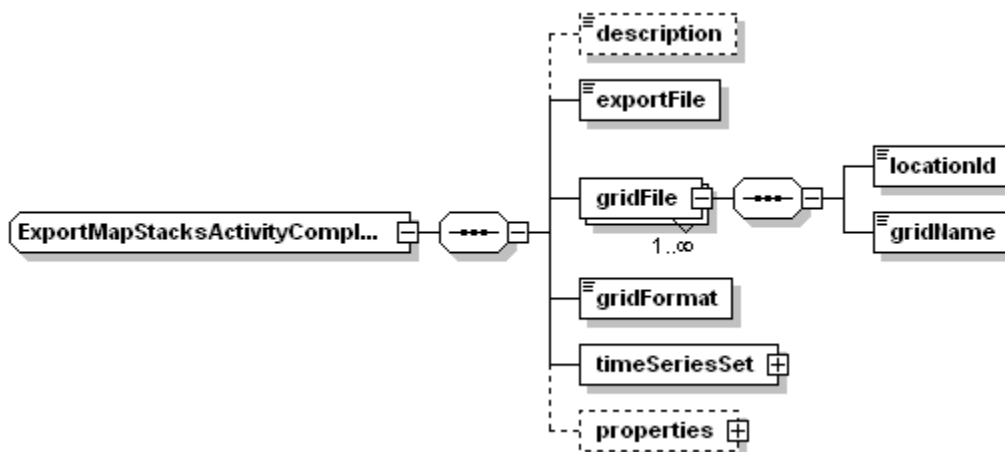 description
exportFile
locationId
gridFile
1..∞
gridName
ExportMapStacksActivityCompl...
gridFormat
timeSeriesSet
properties